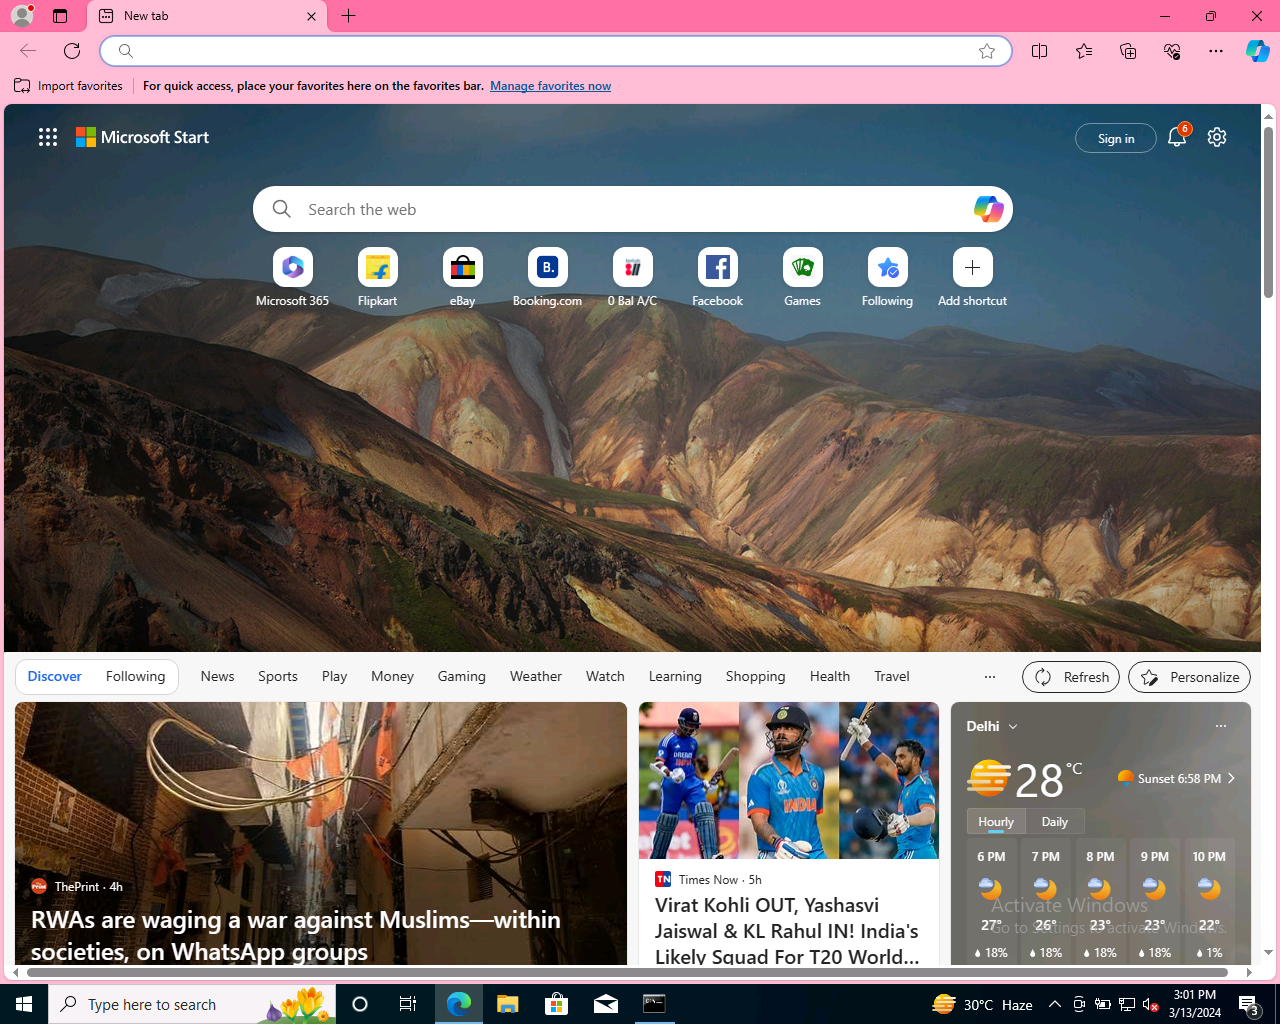 New tab
Import favorites
For quick access, place your favorites here on the favorites bar. Manage favorites now
Microsoft Start
Sign in
6
Search the web
Microsoft 365
Flipkart
eBay
Booking.com
0 Bal A/C
Facebook
Games
Following
Add shortcut
Discover
Following
News
Sports
Play
Money
Gaming
Weather
Watch
Learning
Shopping
Health
Travel
Refresh
Personalize
ThePrint · 4h
RWAs are waging a war against Muslims—within
societies, on WhatsApp groups
TN Times Now · 5h
Virat Kohli OUT, Yashasvi
Jaiswal & KL Rahul IN! India's
Likely Squad For T20 World...
Delhi
28 °C
Sunset 6:58 PM
Hourly Daily
6 PM 7 PM 8 PM 9 PM 10 PM
27° 26° 23° 23° 22°
18% 18% 18% 18% 1%
Activate Windows
Go to Settings to activate Windows.
Type here to search
30°C Haze
3:01 PM
3/13/2024
3